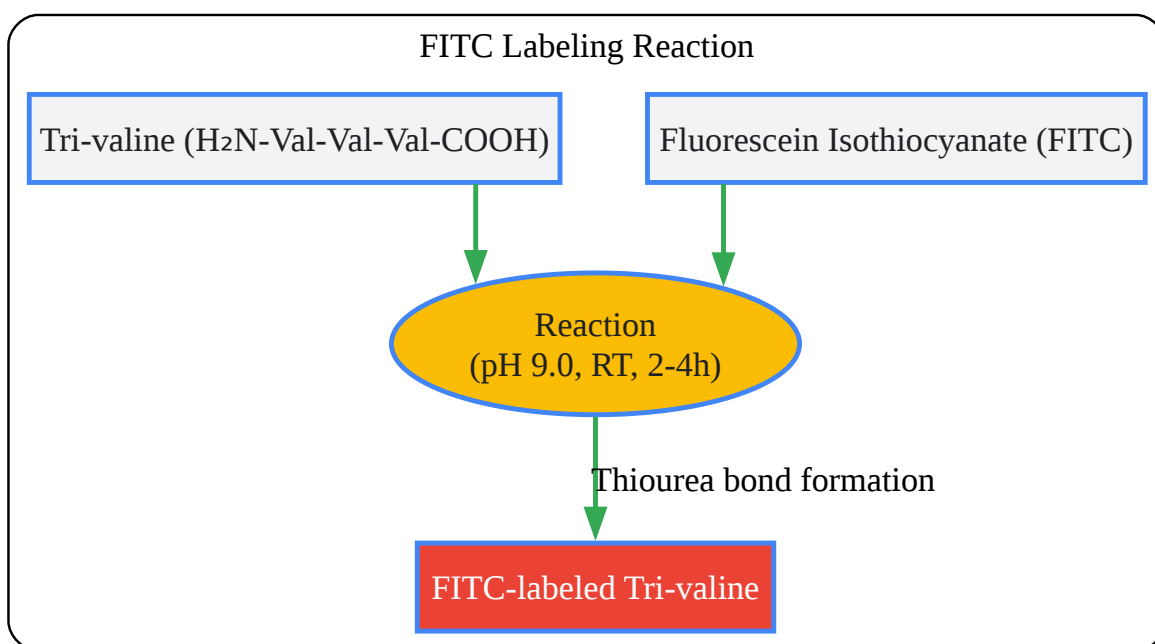 FITC Labeling Reaction
Tri-valine (H₂N-Val-Val-Val-COOH)
Fluorescein Isothiocyanate (FITC)
Reaction
(pH 9.0, RT, 2-4h)
Thiourea bond formation
FITC-labeled Tri-valine